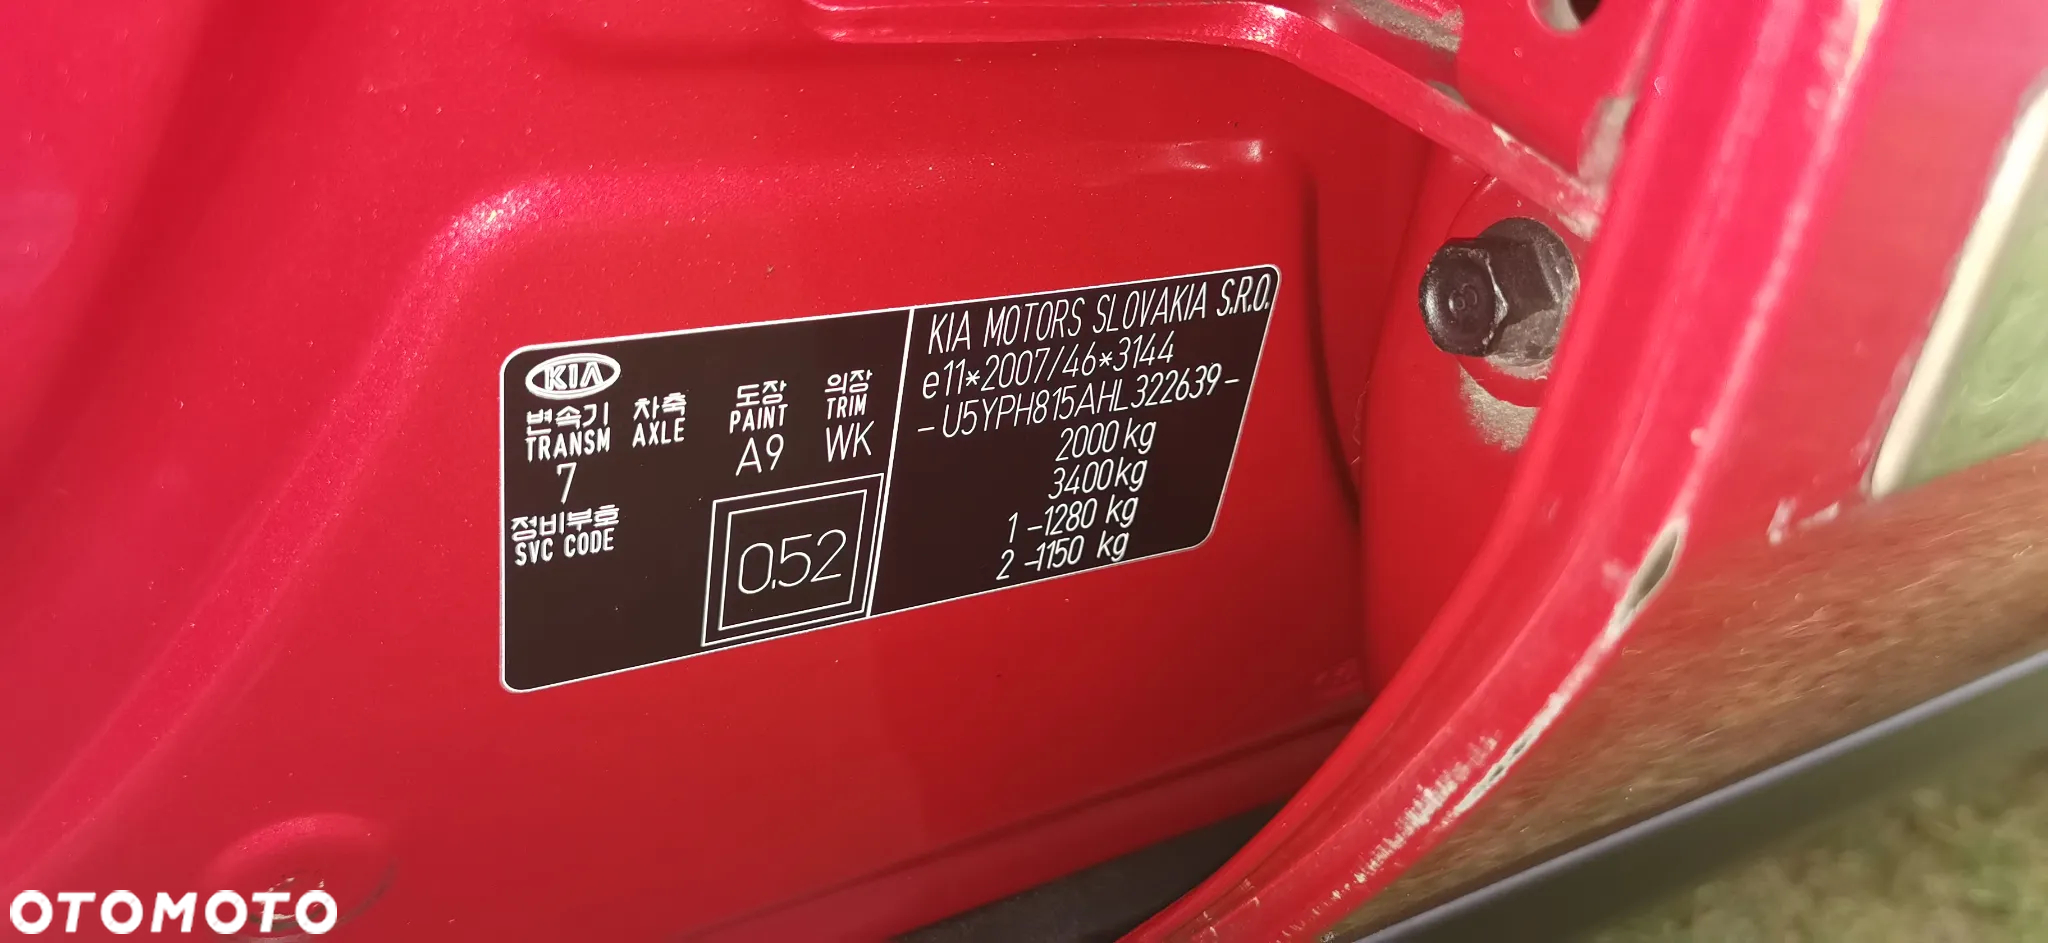 KIA
변속기 차축 도장 의장
TRANSM AXLE PAINT TRIM
7 A9 WK
정비부호
SVC CODE
0.52
KIA MOTORS SLOVAKIA S.R.O.
e11*2007/46*3144
-U5YPH815AHL322639-
2000 kg
3400 kg
1 -1280 kg
2 -1150 kg
8
OTOMOTO